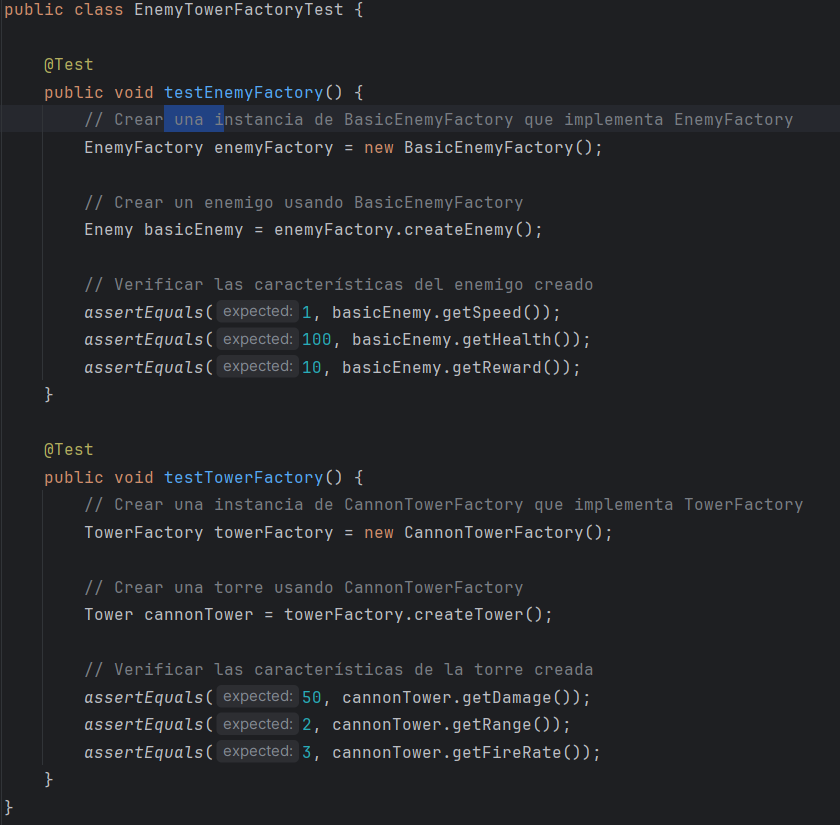 public class EnemyTowerFactoryTest {
@Test
public void testEnemyFactory() {
// Crear una instancia de BasicEnemyFactory que implementa EnemyFactory
EnemyFactory enemyFactory = new BasicEnemyFactory();
// Crear un enemigo usando BasicEnemyFactory
Enemy basicEnemy = enemyFactory.createEnemy();
// Verificar las características del enemigo creado
assertEquals( expected: 1, basicEnemy.getSpeed());
assertEquals( expected: 100, basicEnemy.getHealth());
assertEquals( expected: 10, basicEnemy.getReward());
}
@Test
public void testTowerFactory() {
// Crear una instancia de CannonTowerFactory que implementa TowerFactory
TowerFactory towerFactory = new CannonTowerFactory();
// Crear una torre usando CannonTowerFactory
Tower cannonTower = towerFactory.createTower();
// Verificar las características de la torre creada
assertEquals( expected: 50, cannonTower.getDamage());
assertEquals( expected: 2, cannonTower.getRange());
assertEquals( expected: 3, cannonTower.getFireRate());
}
}